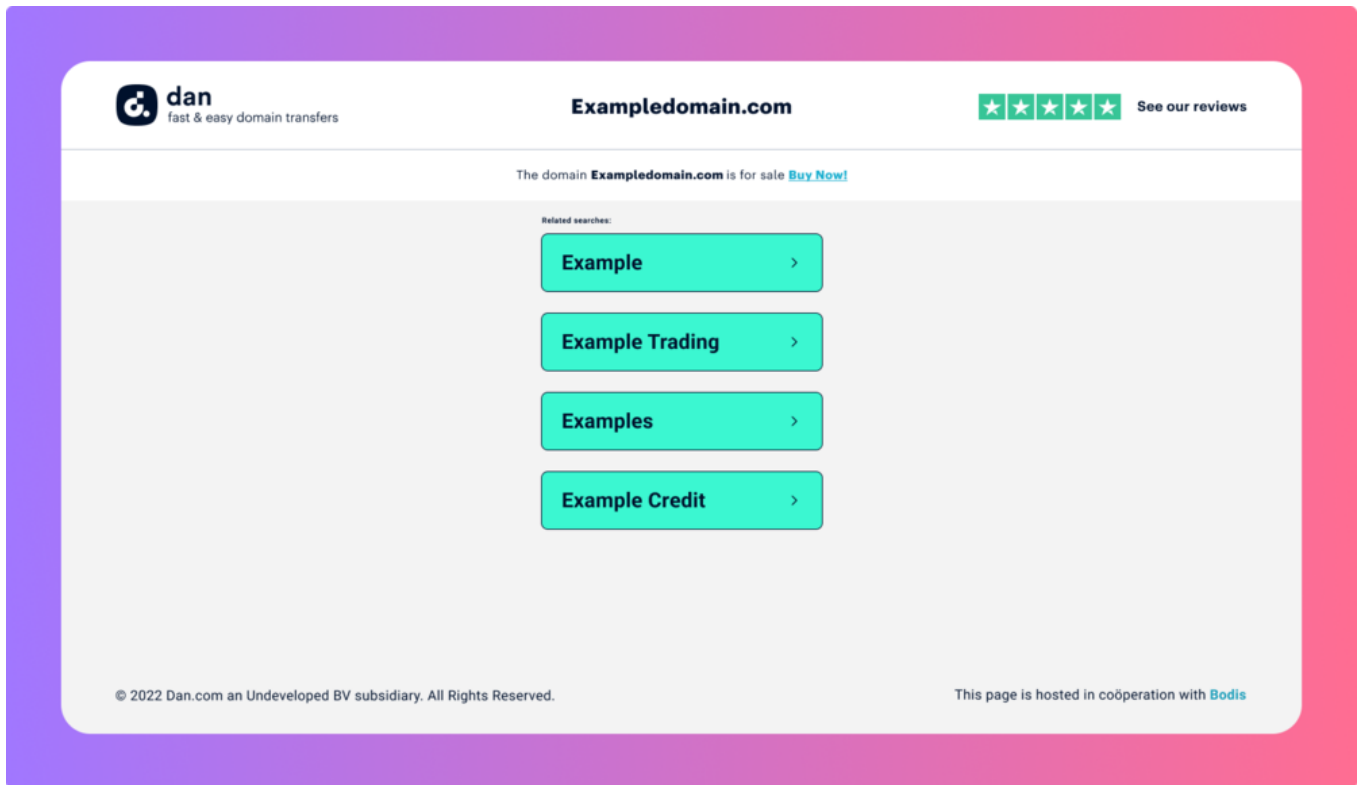 dan
fast & easy domain transfers
Exampledomain.com
See our reviews
The domain Exampledomain.com is for sale Buy Now!
Related searches:
Example
Example Trading
Examples
Example Credit
© 2022 Dan.com an Undeveloped BV subsidiary. All Rights Reserved.
This page is hosted in coöperation with Bodis